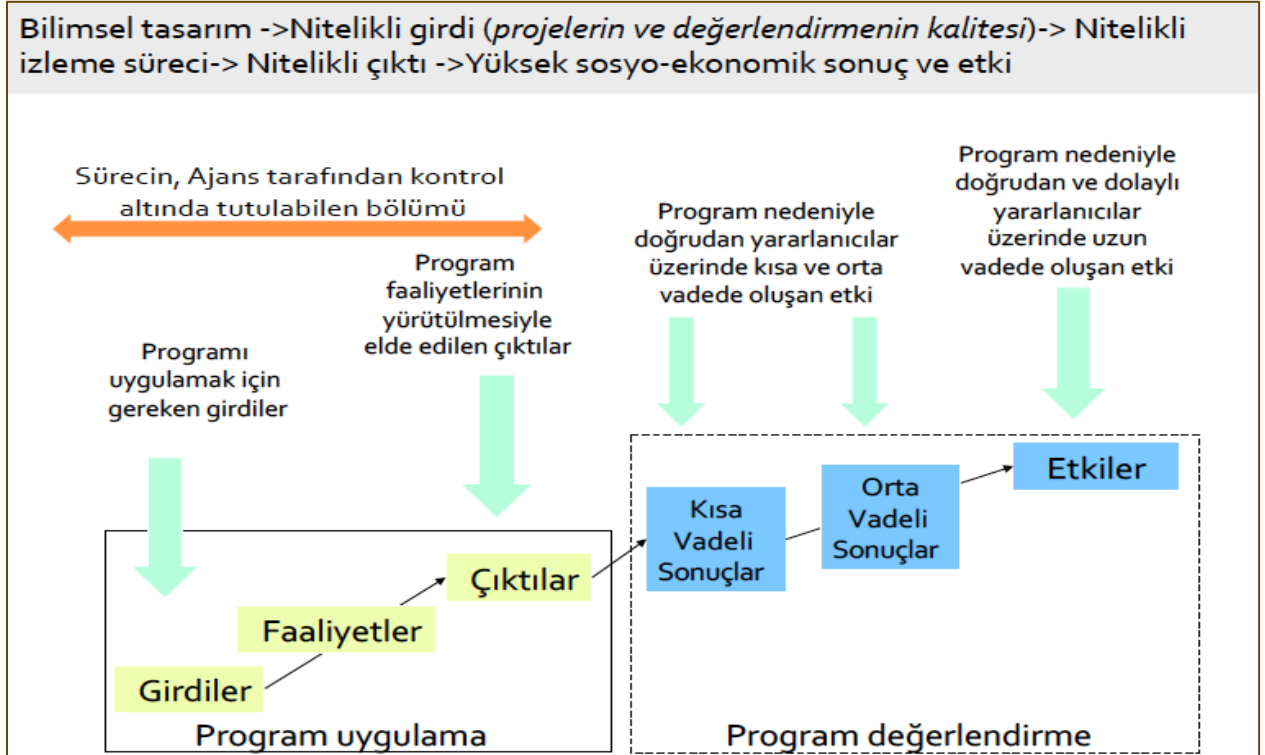 Bilimsel tasarım ->Nitelikli girdi (projelerin ve değerlendirmenin kalitesi)-> Nitelikli
izleme süreci-> Nitelikli çıktı ->Yüksek sosyo-ekonomik sonuç ve etki
Sürecin, Ajans tarafından kontrol
altında tutulabilen bölümü
Program nedeniyle
doğrudan ve dolaylı
yararlanıcılar
üzerinde uzun
vadede oluşan etki
Program nedeniyle
doğrudan yararlanıcılar
üzerinde kısa ve orta
vadede oluşan etki
Program
faaliyetlerinin
yürütülmesiyle
elde edilen çıktılar
Programı
uygulamak için
gereken girdiler
Girdiler
Faaliyetler
Çıktılar
Program uygulama
Kısa
Vadeli
Sonuçlar
Orta
Vadeli
Sonuçlar
Etkiler
Program değerlendirme